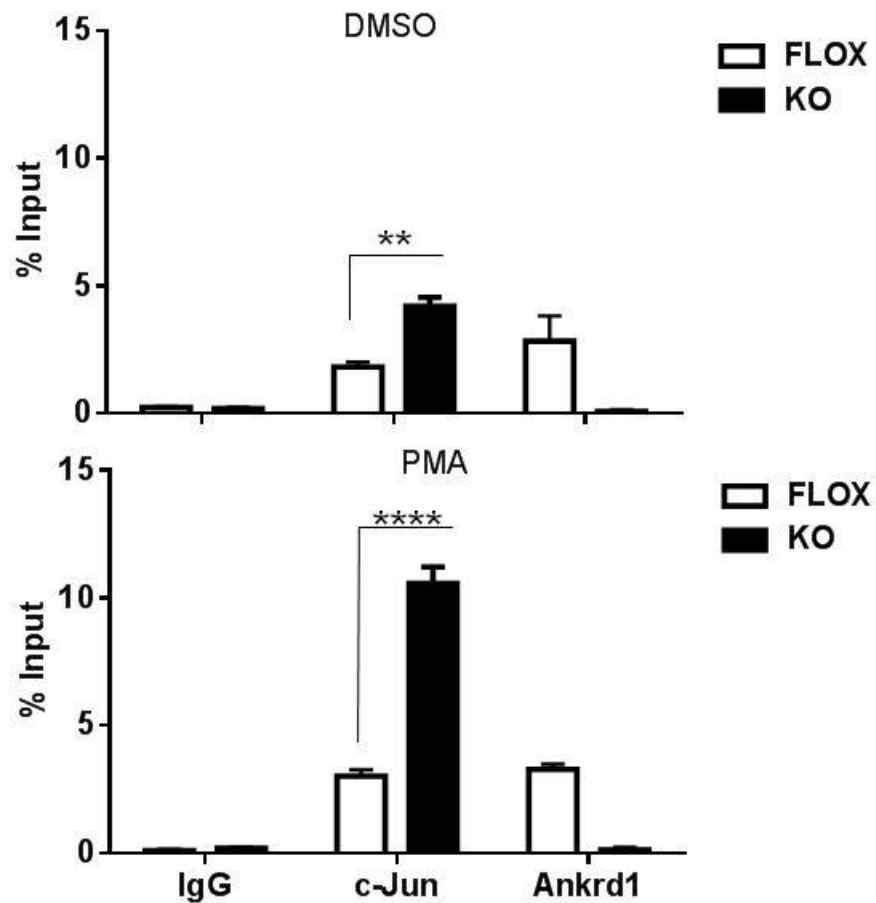 DMSO
15
10
5
0
% Input
**
FLOX
KO
PMA
15
10
5
0
% Input
****
FLOX
KO
IgG
c-Jun
Ankrd1